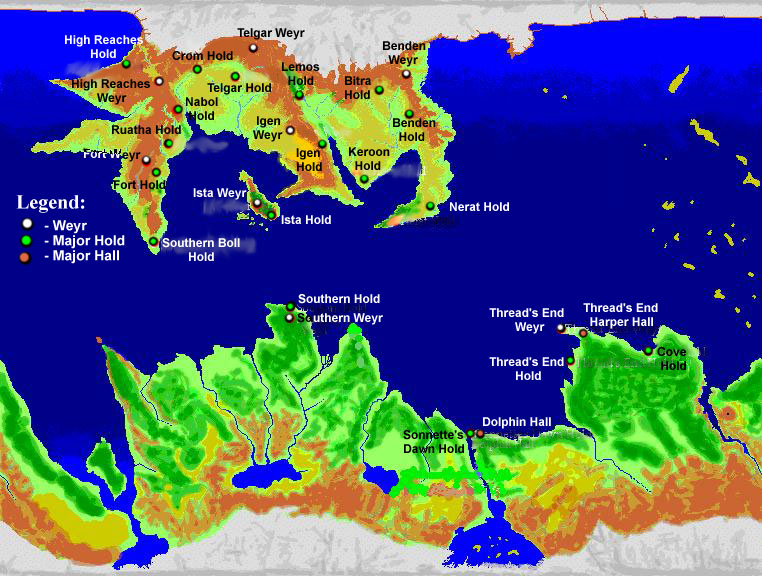 Telgar Weyr
High Reaches
Hold
Crom Hold
Benden
Weyr
Lemos
Hold
High Reaches
Weyr
Telgar Hold
Bitra
Hold
Nabol
Hold
Ruatha Hold
Igen
Weyr
Benden
Hold
Fort Weyr
Igen
Hold
Keroon
Hold
Fort Hold
Ista Weyr
Ista Hold
Nerat Hold
Legend:
- Weyr
- Major Hold
- Major Hall
Southern Boll
Hold
Southern Hold
Southern Weyr
Thread's End
Weyr
Thread's End
Harper Hall
Cove
Hold
Thread's End
Hold
Dolphin Hall
Sonnette's
Dawn Hold